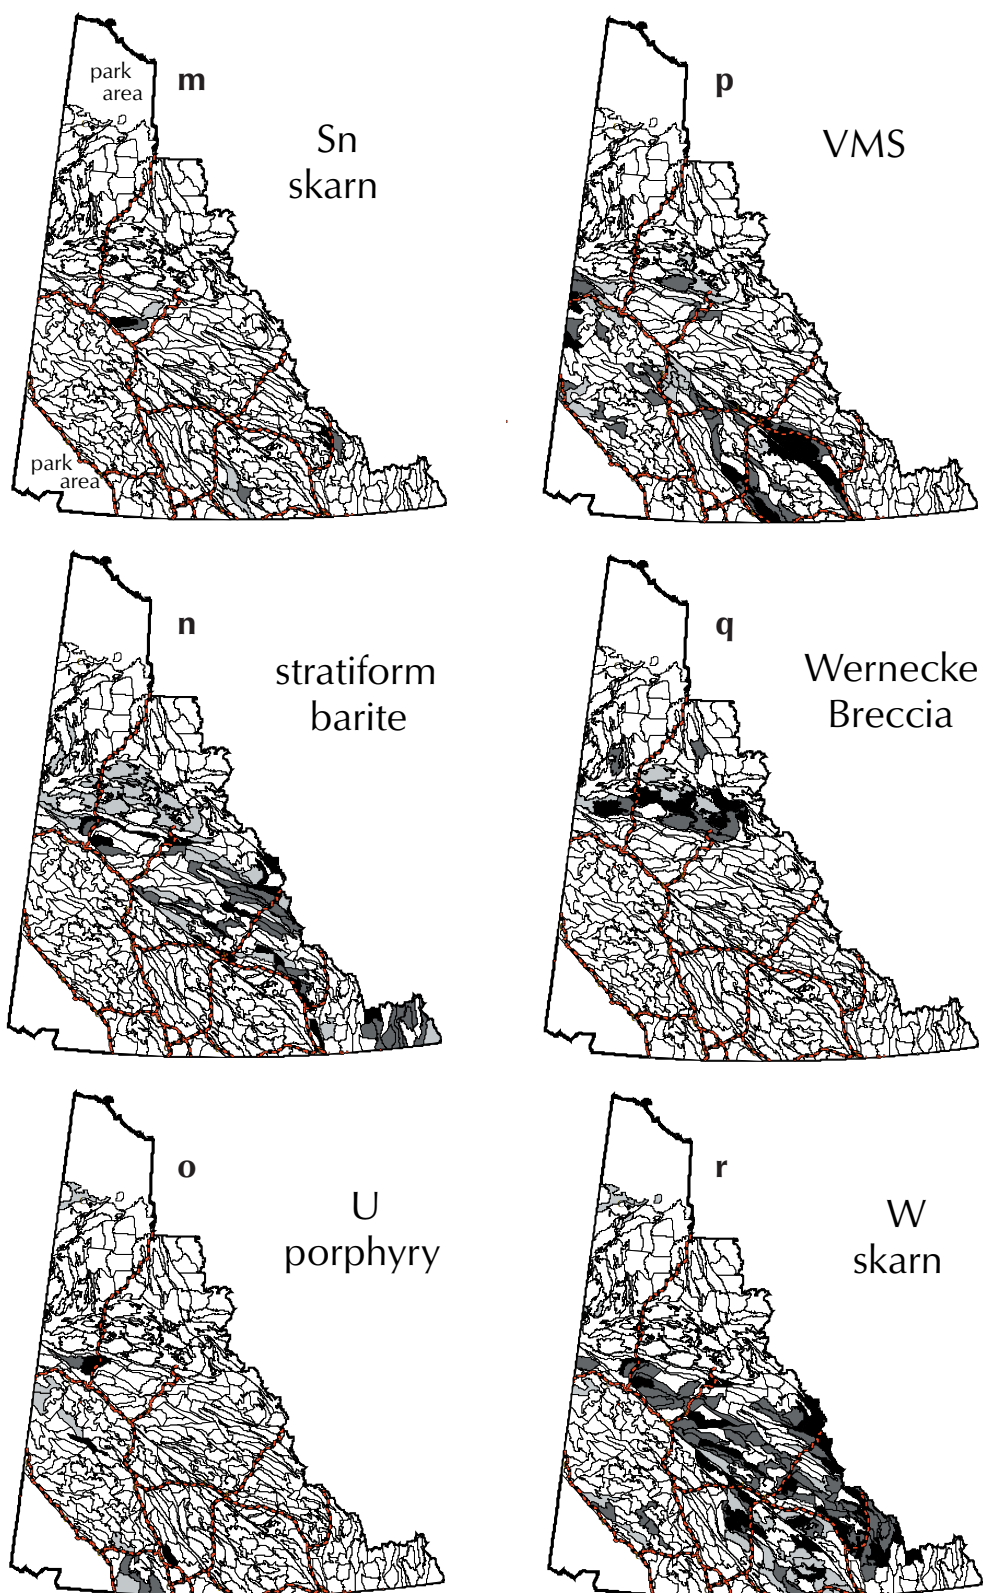 park
area
m
Sn
skarn
park
area
p
VMS
n
stratiform
barite
q
Wernecke
Breccia
o
U
porphyry
r
W
skarn